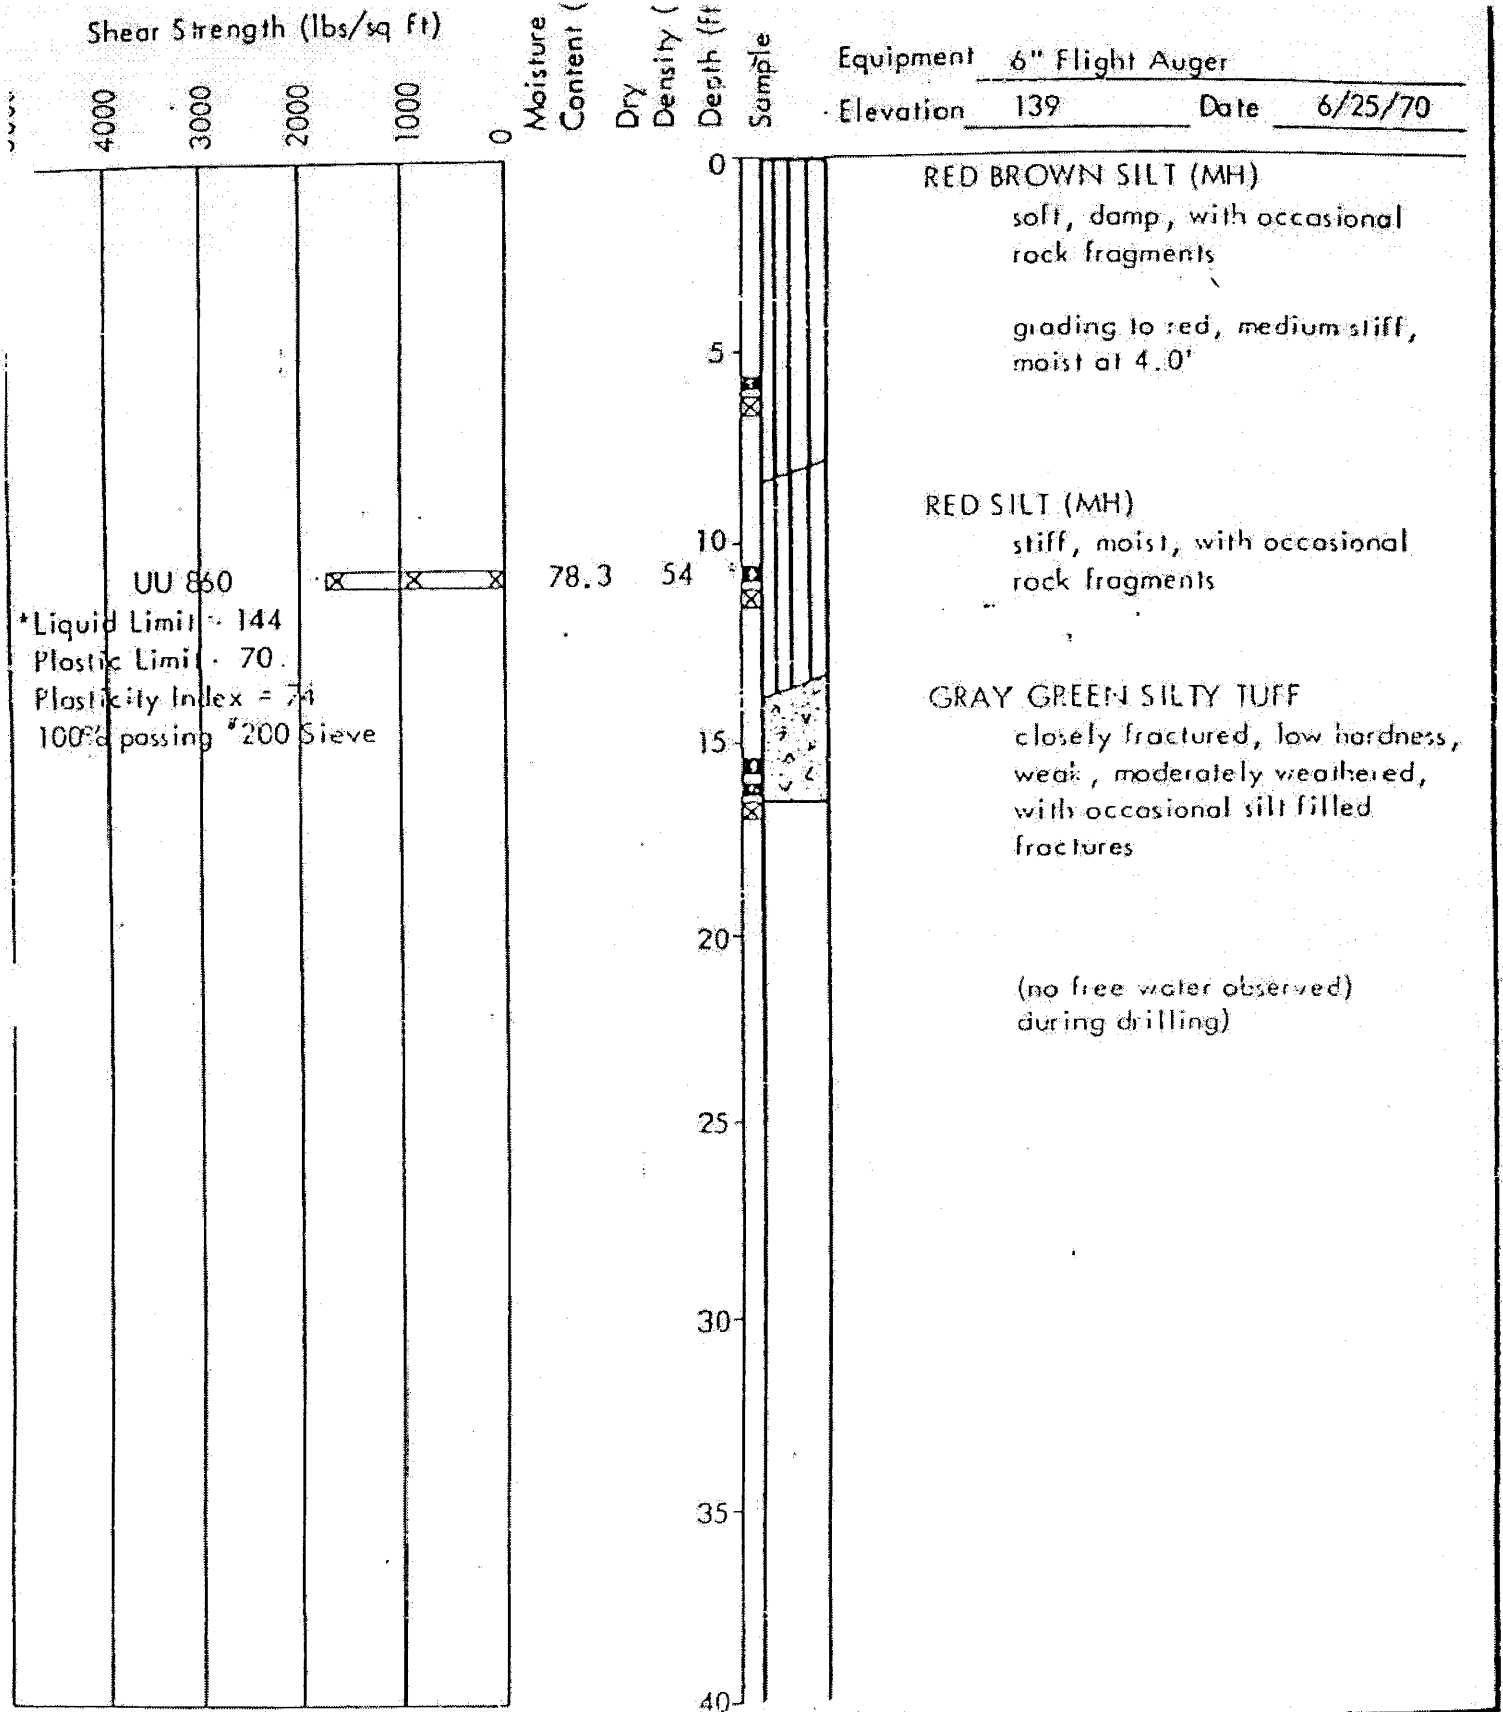 Shear Strength (lbs/sq ft)
4000
3000
2000
1000
0
Moisture
Content (
Dry
Density (
Depth (ft
Sample
Equipment 6" Flight Auger
Elevation 139 Date 6/25/70
0
RED BROWN SILT (MH)
soft, damp, with occasional
rock fragments
grading to red, medium stiff,
moist at 4.0'
5
RED SILT (MH)
stiff, moist, with occasional
rock fragments
10
UU 860 78.3 54
*Liquid Limit - 144
Plastic Limit - 70
Plasticity Index = 74
100% passing #200 Sieve
GRAY GREEN SILTY TUFF
closely fractured, low hardness,
weak, moderately weathered,
with occasional silt filled
fractures
15
20
(no free water observed)
during drilling)
25
30
35
40